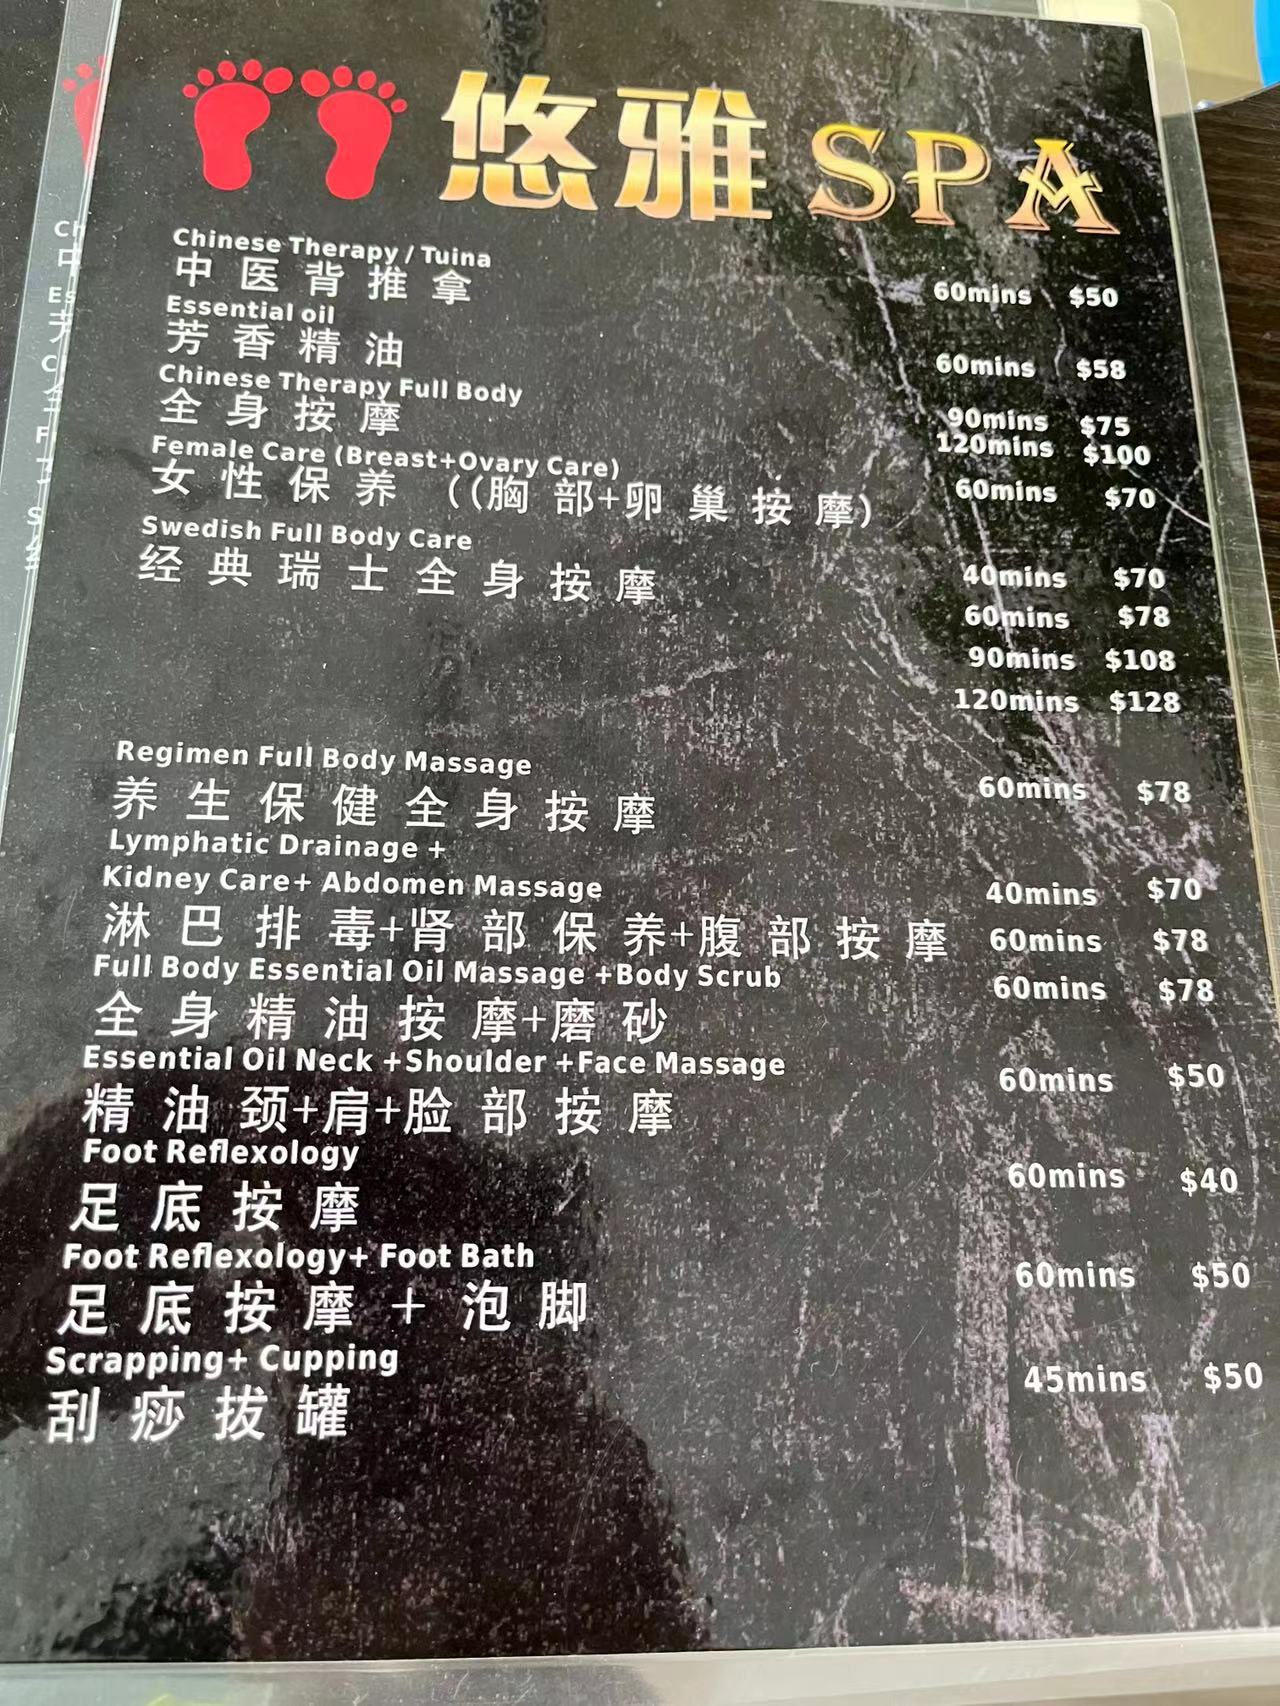 悠雅 SPA
Chinese Therapy / Tuina
中医背推拿 60mins $50
Essential oil
芳香精油 60mins $58
Chinese Therapy Full Body
全身按摩 90mins $75
120mins $100
Female Care (Breast+Ovary Care)
女性保养 ((胸部+卵巢按摩) 60mins $70
Swedish Full Body Care
经典瑞士全身按摩 40mins $70
60mins $78
90mins $108
120mins $128
Regimen Full Body Massage
养生保健全身按摩 60mins $78
Lymphatic Drainage +
Kidney Care+ Abdomen Massage 40mins $70
淋巴排毒+肾部保养+腹部按摩 60mins $78
Full Body Essential Oil Massage +Body Scrub 60mins $78
全身精油按摩+磨砂
Essential Oil Neck +Shoulder +Face Massage 60mins $50
精油颈+肩+脸部按摩
Foot Reflexology 60mins $40
足底按摩
Foot Reflexology+ Foot Bath 60mins $50
足底按摩 + 泡脚
Scrapping+ Cupping 45mins $50
刮痧拔罐